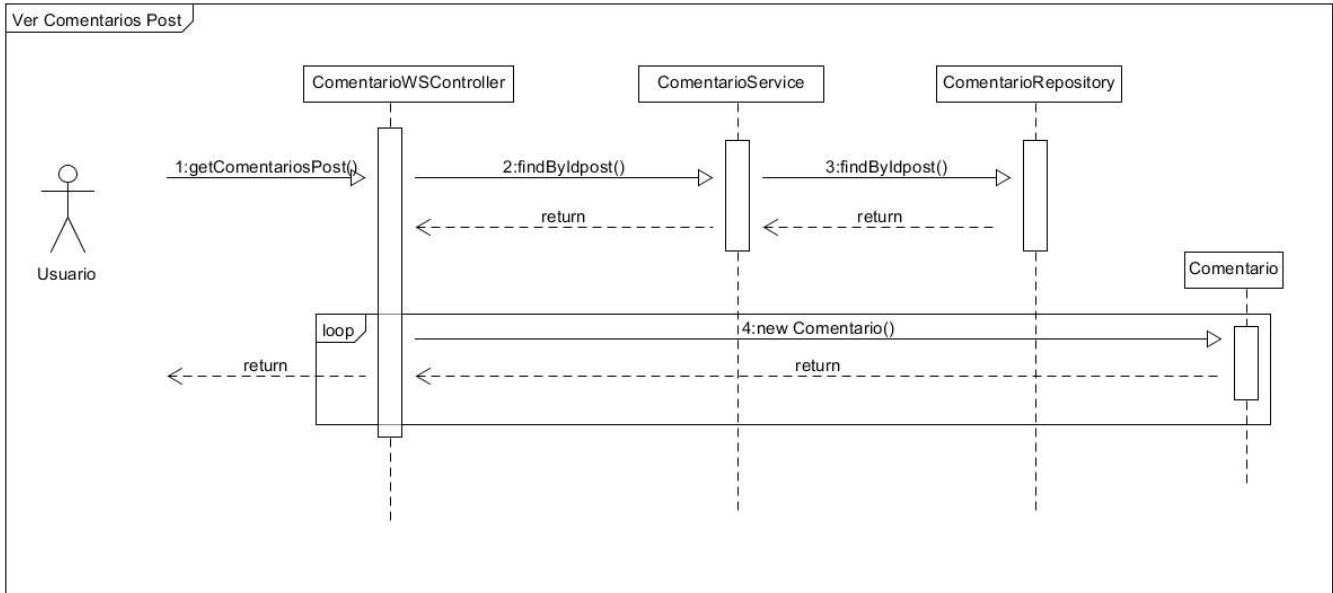 Ver Comentarios Post
ComentarioWSController
ComentarioService
ComentarioRepository
1:getComentariosPost()
2:findByIdpost()
3:findByIdpost()
return
return
Usuario
Comentario
loop
4:new Comentario()
return
return